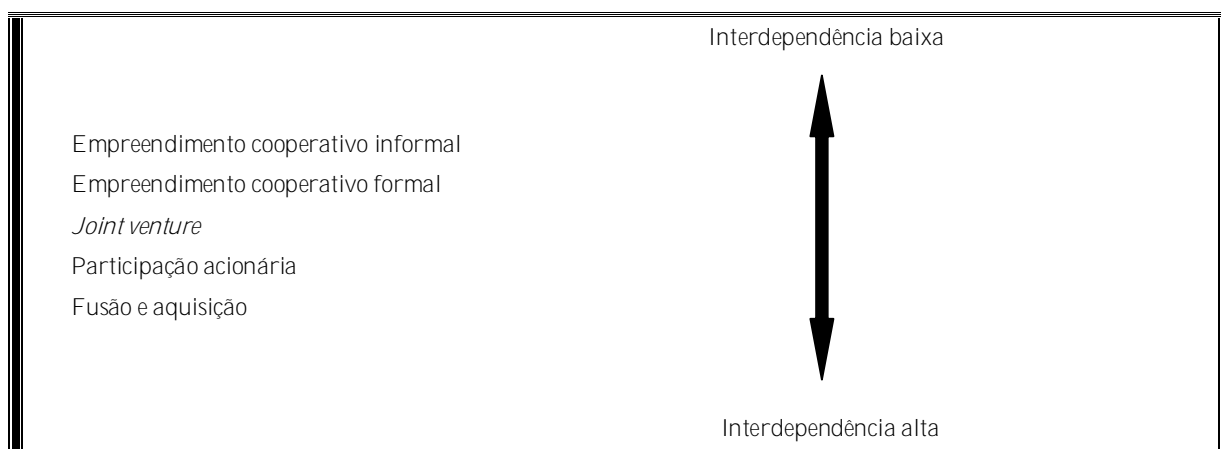 Interdependência baixa
Empreendimento cooperativo informal
Empreendimento cooperativo formal
Joint venture
Participação acionária
Fusão e aquisição
Interdependência alta